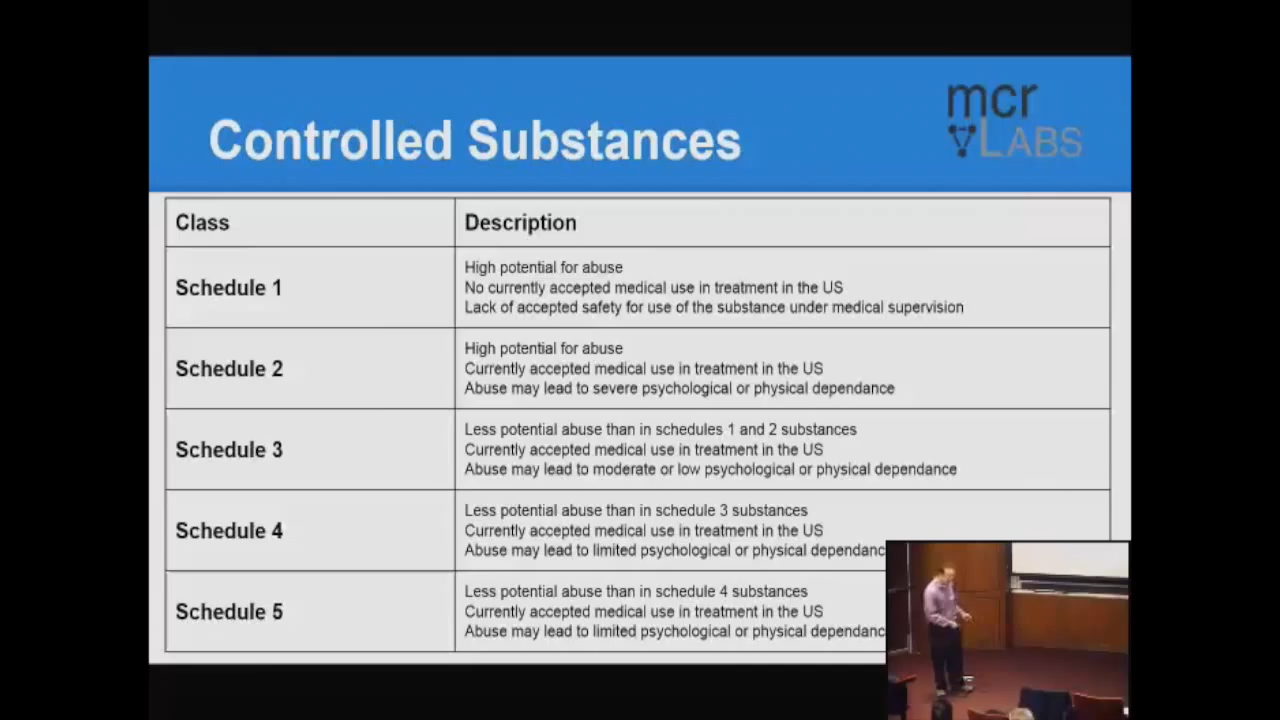 mcr
LABS
Controlled Substances
Class
Description
Schedule 1
High potential for abuse
No currently accepted medical use in treatment in the US
Lack of accepted safety for use of the substance under medical supervision
Schedule 2
High potential for abuse
Currently accepted medical use in treatment in the US
Abuse may lead to severe psychological or physical dependance
Schedule 3
Less potential abuse than in schedules 1 and 2 substances
Currently accepted medical use in treatment in the US
Abuse may lead to moderate or low psychological or physical dependance
Schedule 4
Less potential abuse than in schedule 3 substances
Currently accepted medical use in treatment in the US
Abuse may lead to limited psychological or physical dependanc
Schedule 5
Less potential abuse than in schedule 4 substances
Currently accepted medical use in treatment in the US
Abuse may lead to limited psychological or physical dependanc